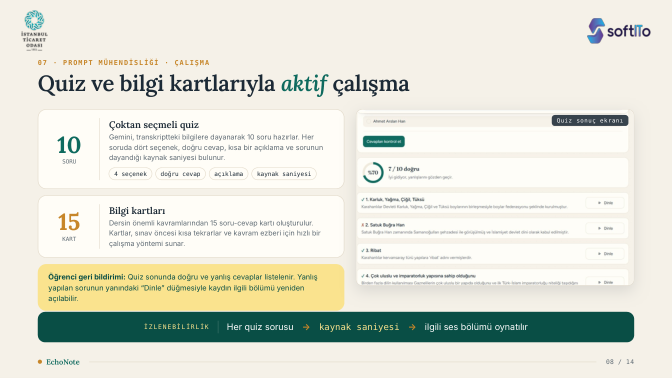 İSTANBUL
TİCARET
ODASI
softITo
07 · PROMPT MÜHENDİSLİĞİ · ÇALIŞMA
Quiz ve bilgi kartlarıyla aktif çalışma
10
SORU
Çoktan seçmeli quiz
Gemini, transkriptteki bilgilere dayanarak 10 soru hazırlar. Her
soruda dört seçenek, doğru cevap, kısa bir açıklama ve sorunun
dayandığı kaynak saniyesi bulunur.
4 seçenek doğru cevap açıklama kaynak saniyesi
15
KART
Bilgi kartları
Dersin önemli kavramlarından 15 soru-cevap kartı oluşturulur.
Kartlar, sınav öncesi kısa tekrarlar ve kavram ezberi için hızlı bir
çalışma yöntemi sunar.
Öğrenci geri bildirimi: Quiz sonunda doğru ve yanlış cevaplar listelenir. Yanlış
yapılan sorunun yanındaki "Dinle" düğmesiyle kaydın ilgili bölümü yeniden
açılabilir.
Quiz sonuç ekranı
Cevapları kontrol et
%70
7 / 10 doğru
✓ 1. Karluk, Yağma, Çiğil, Tuhsi
Dinle
✓ 2. Satuk Buğra Han
Dinle
✓ 3. Ribat
Dinle
✓ 4. Çok uluslu ve imparatorluk yapısına sahip olduğunu
Dinle
İZLENEBİLİRLİK Her quiz sorusu → kaynak saniyesi → ilgili ses bölümü oynatılır
EchoNote
08 / 14